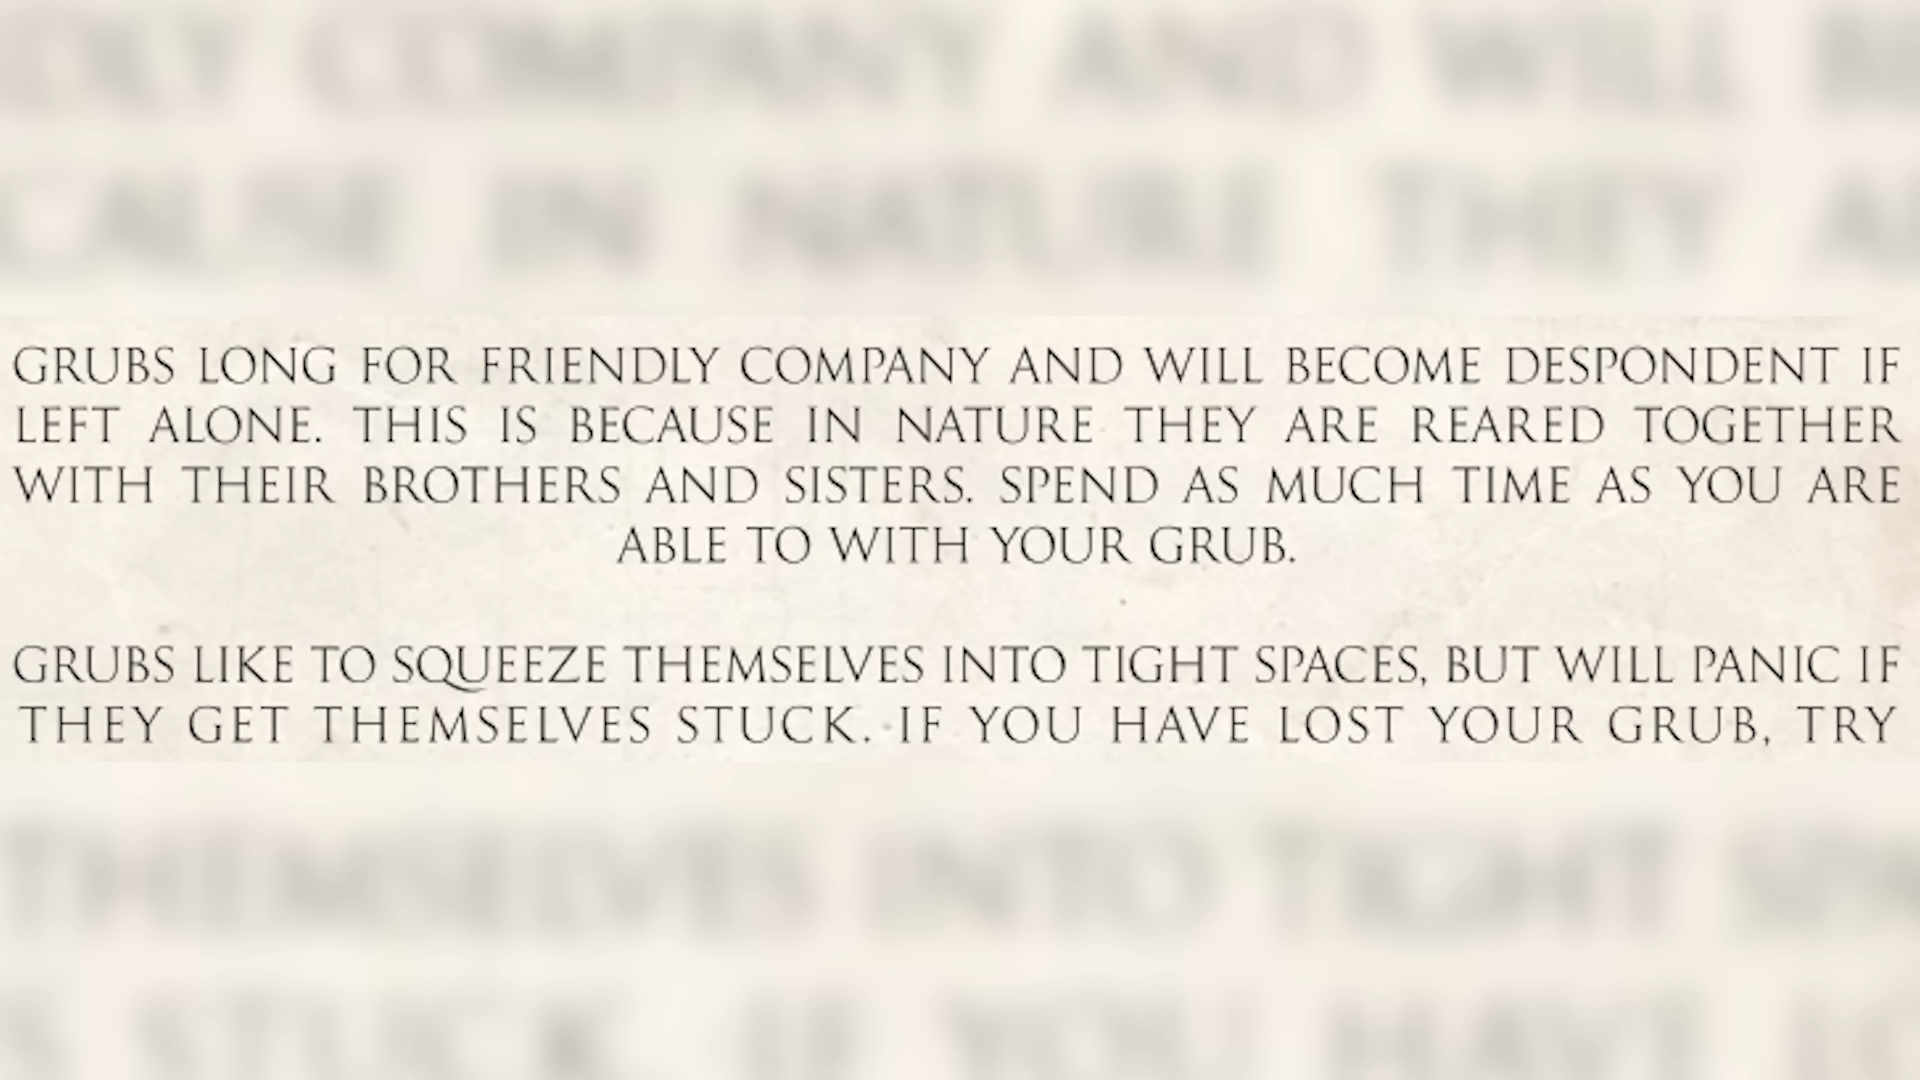 GRUBS LONG FOR FRIENDLY COMPANY AND WILL BECOME DESPONDENT IF
LEFT ALONE. THIS IS BECAUSE IN NATURE THEY ARE REARED TOGETHER
WITH THEIR BROTHERS AND SISTERS. SPEND AS MUCH TIME AS YOU ARE
ABLE TO WITH YOUR GRUB.
GRUBS LIKE TO SQUEEZE THEMSELVES INTO TIGHT SPACES, BUT WILL PANIC IF
THEY GET THEMSELVES STUCK. IF YOU HAVE LOST YOUR GRUB, TRY